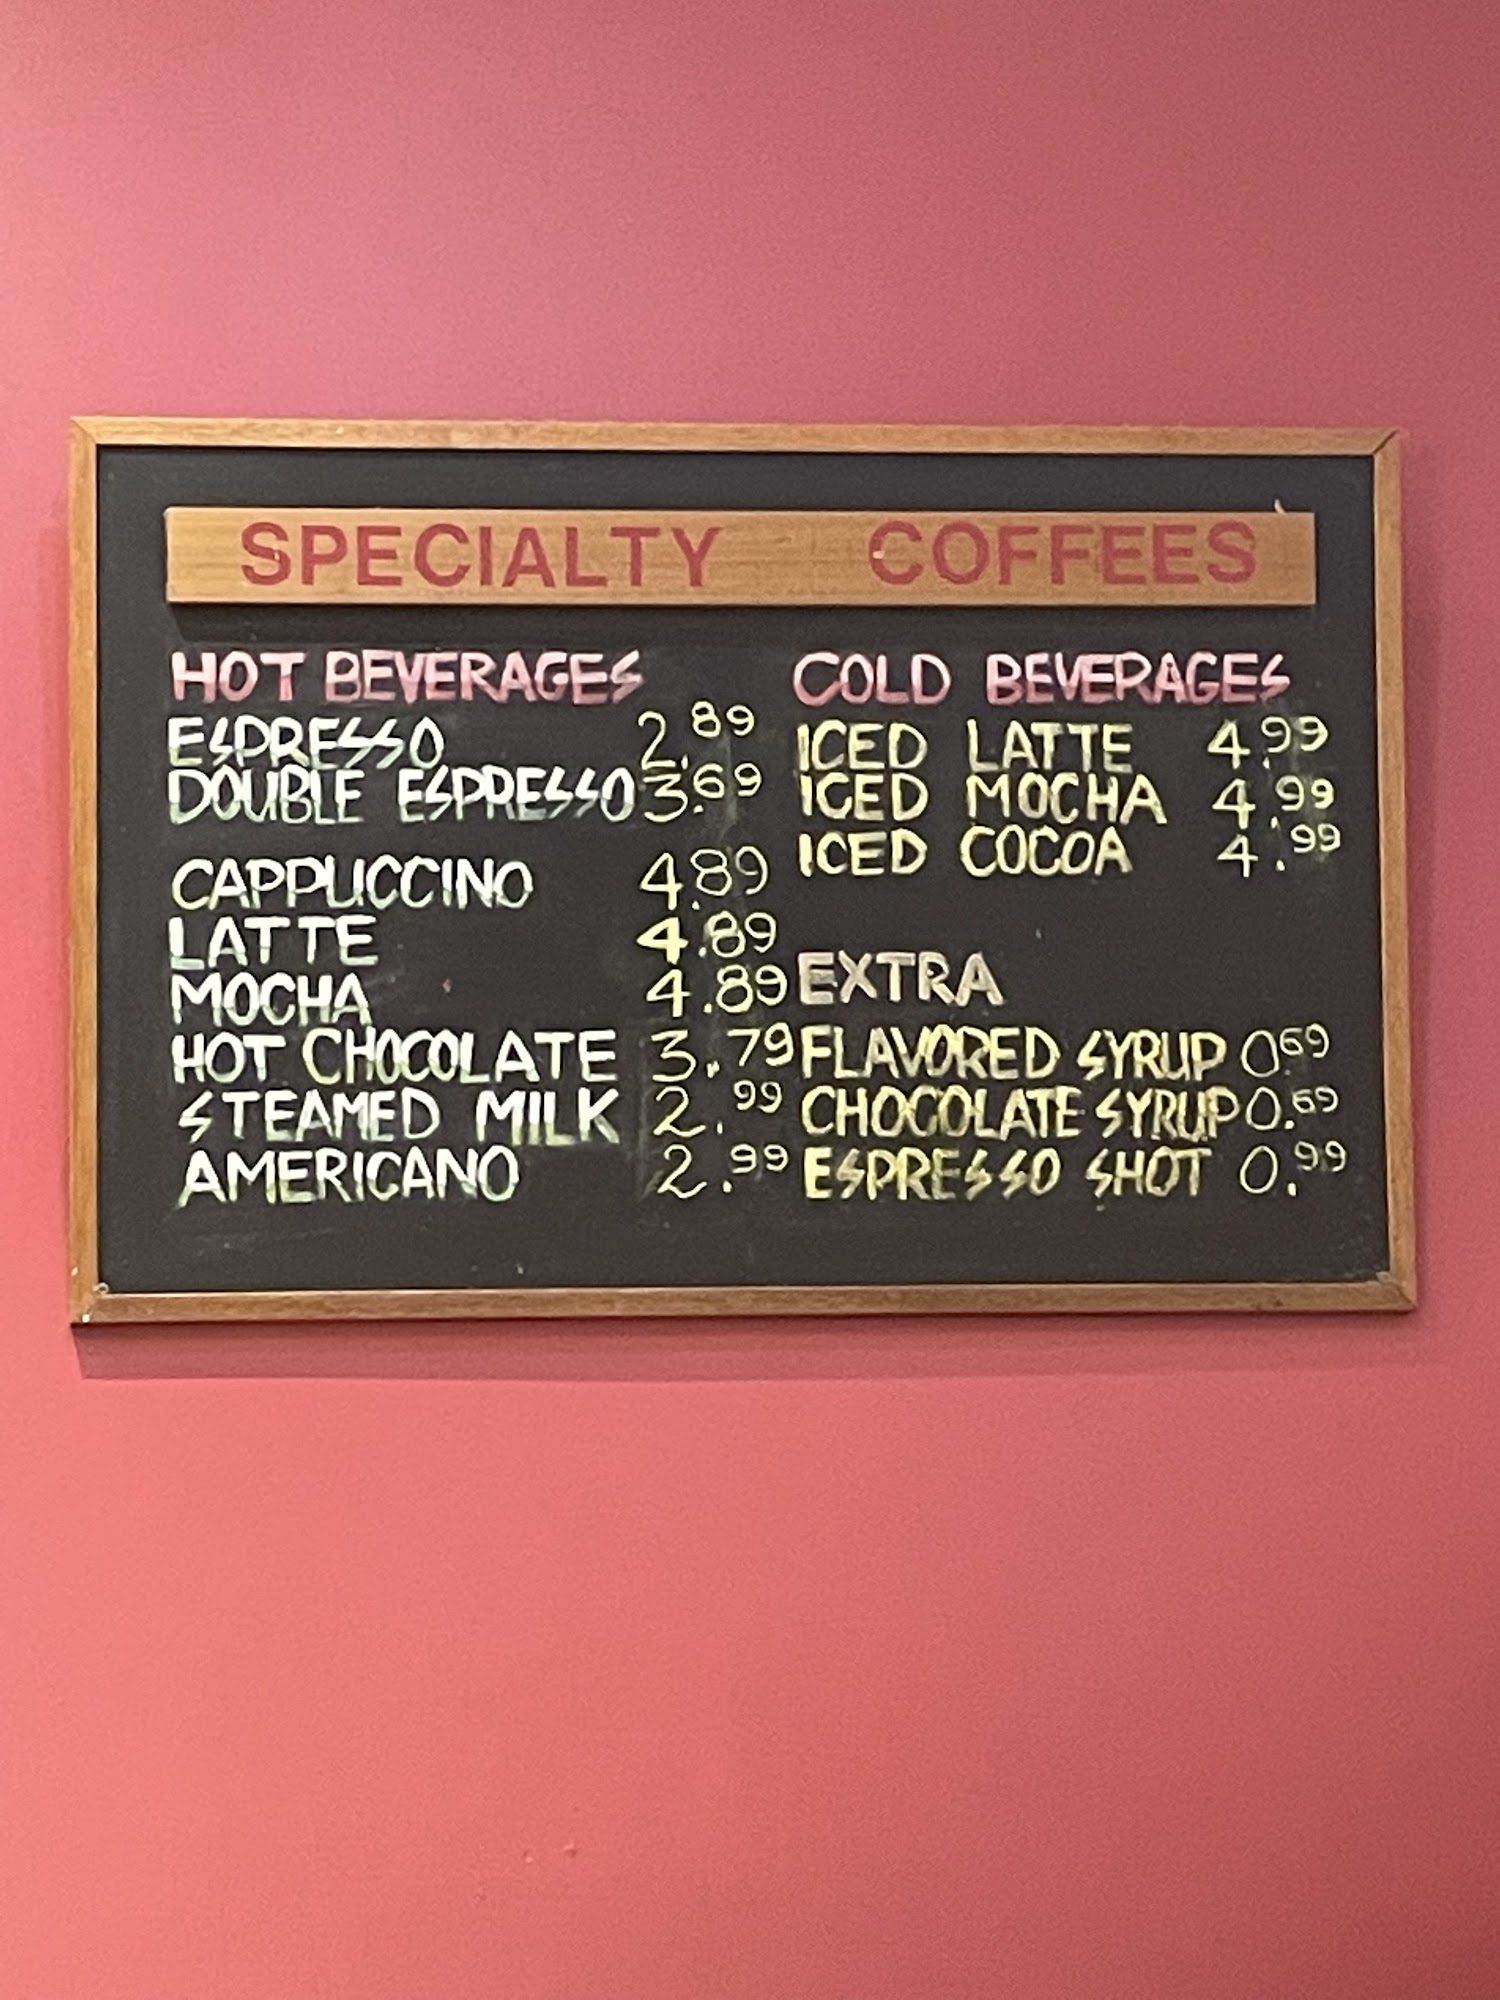 SPECIALTY COFFEES
HOT BEVERAGES
ESPRESSO 2.89
DOUBLE ESPRESSO 3.69
CAPPUCCINO 4.89
LATTE 4.89
MOCHA 4.89
HOT CHOCOLATE 3.79
STEAMED MILK 2.99
AMERICANO 2.99
COLD BEVERAGES
ICED LATTE 4.99
ICED MOCHA 4.99
ICED COCOA 4.99
EXTRA
FLAVORED SYRUP 0.69
CHOCOLATE SYRUP 0.69
ESPRESSO SHOT 0.99